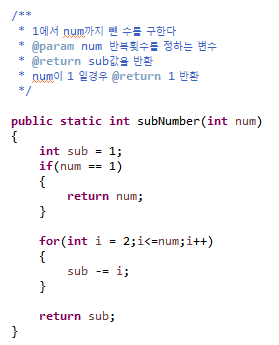 /**
* 1에서 num까지 뺀 수를 구한다
* @param num 반복횟수를 정하는 변수
* @return sub값을 반환
* num이 1 일경우 @return 1 반환
*/
public static int subNumber(int num)
{
int sub = 1;
if(num == 1)
{
return num;
}
for(int i = 2;i<=num;i++)
{
sub -= i;
}
return sub;
}